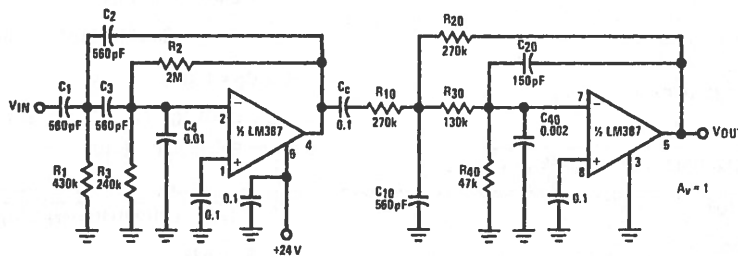 C2
560pF
R20
270k
R2
2M
C20
150pF
C1
C3
CC
R10
R30
VIN
560pF
560pF
0.1
270k
130k
2
−
½ LM387
4
C4
0.01
6
+
1
7
−
½ LM387
5
VOUT
C40
0.002
3
+
8
R1
430k
R3
240k
0.1
0.1
C10
560pF
R40
47k
0.1
AV = 1
+24V